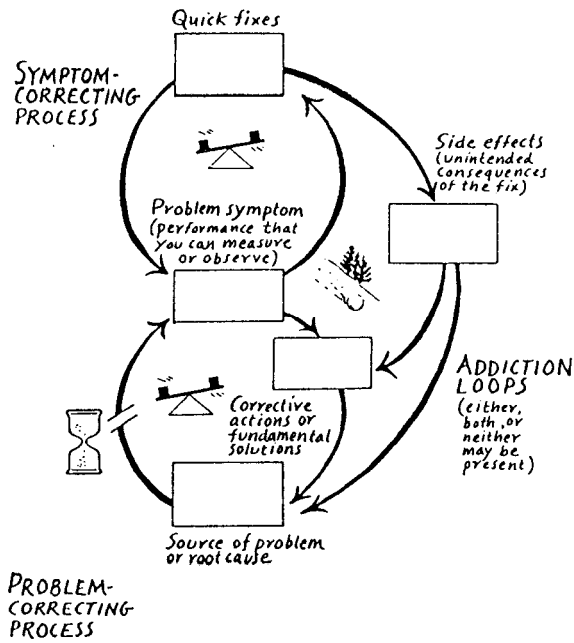 Quick fixes
SYMPTOM-
CORRECTING
PROCESS
Side effects
(unintended
consequences
of the fix)
Problem symptom
(performance that
you can measure
or observe)
ADDICTION
LOOPS
(either,
both, or
neither
may be
present)
Corrective
actions or
fundamental
solutions
Source of problem
or root cause
PROBLEM-
CORRECTING
PROCESS